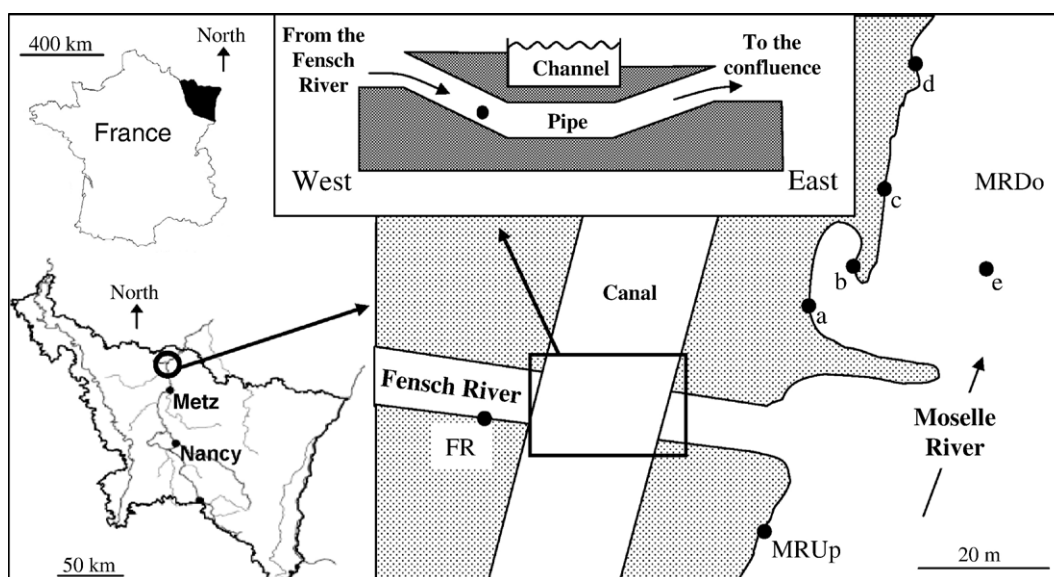 400 km
North
France
From the
Fensch
River
Channel
Pipe
To the
confluence
West
East
North
Metz
Nancy
50 km
Canal
Fensch River
FR
MRUp
a
b
c
d
e
MRDo
Moselle
River
20 m